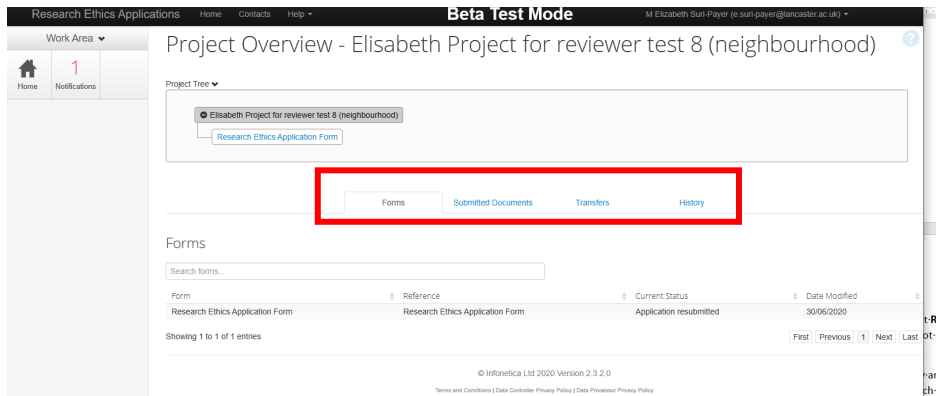 Research Ethics Applications Home Contacts Help Beta Test Mode M Elizabeth Suri-Payer (e.suri-payer@lancaster.ac.uk)
Work Area
Project Overview - Elisabeth Project for reviewer test 8 (neighbourhood)
?
1
Home Notifications
Project Tree
Elisabeth Project for reviewer test 8 (neighbourhood)
Research Ethics Application Form
Forms Submitted Documents Transfers History
Forms
Search forms...
Form Reference Current Status Date Modified
Research Ethics Application Form Research Ethics Application Form Application resubmitted 30/06/2020
Showing 1 to 1 of 1 entries
First Previous 1 Next Last
© Infonetica Ltd 2020 Version 2.3.2.0
Terms and Conditions | Data Controller Privacy Policy | Data Processor Privacy Policy